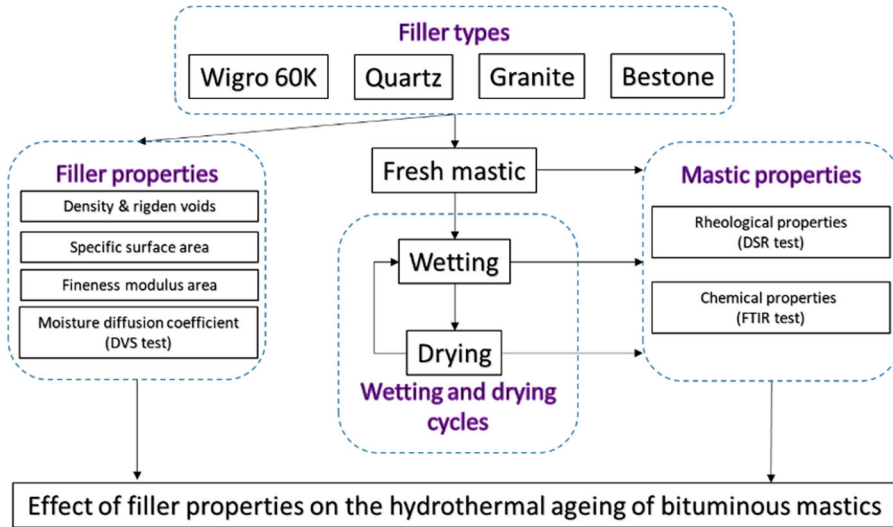 Filler types
Wigro 60K
Quartz
Granite
Bestone
Filler properties
Density & rigden voids
Specific surface area
Fineness modulus area
Moisture diffusion coefficient
(DVS test)
Fresh mastic
Wetting
Drying
Wetting and drying
cycles
Mastic properties
Rheological properties
(DSR test)
Chemical properties
(FTIR test)
Effect of filler properties on the hydrothermal ageing of bituminous mastics